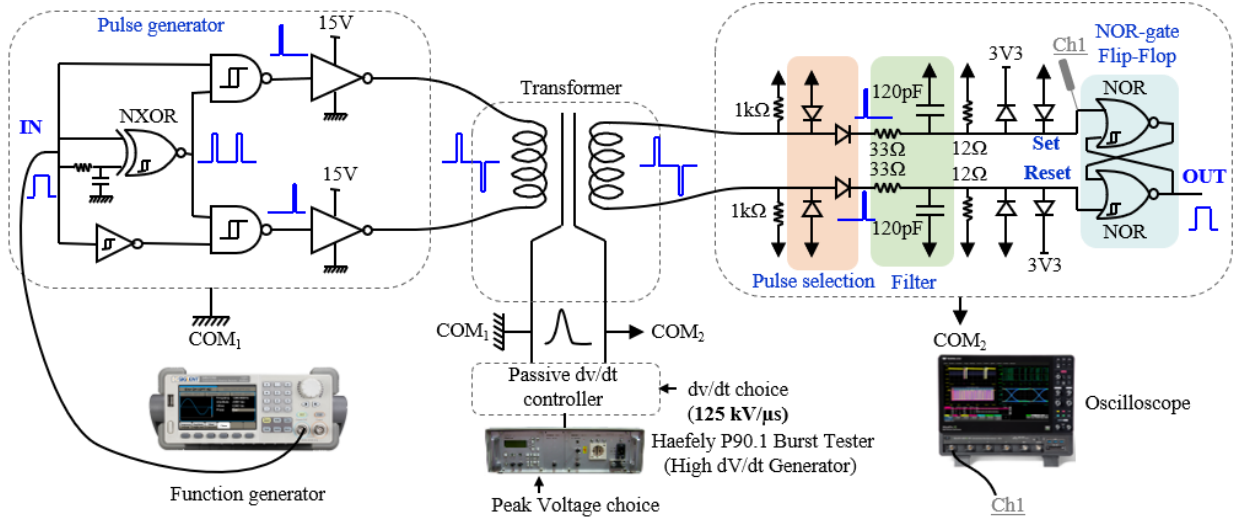 Pulse generator
15V
NXOR
IN
15V
COM1
Transformer
COM1
COM2
Passive dv/dt
controller
dv/dt choice
(125 kV/µs)
Haefely P90.1 Burst Tester
(High dV/dt Generator)
Peak Voltage choice
Function generator
1kΩ
120pF
33Ω
33Ω
12Ω
12Ω
1kΩ
120pF
3V3
3V3
Ch1
NOR-gate
Flip-Flop
NOR
Set
Reset
OUT
NOR
Pulse selection
Filter
COM2
Oscilloscope
Ch1